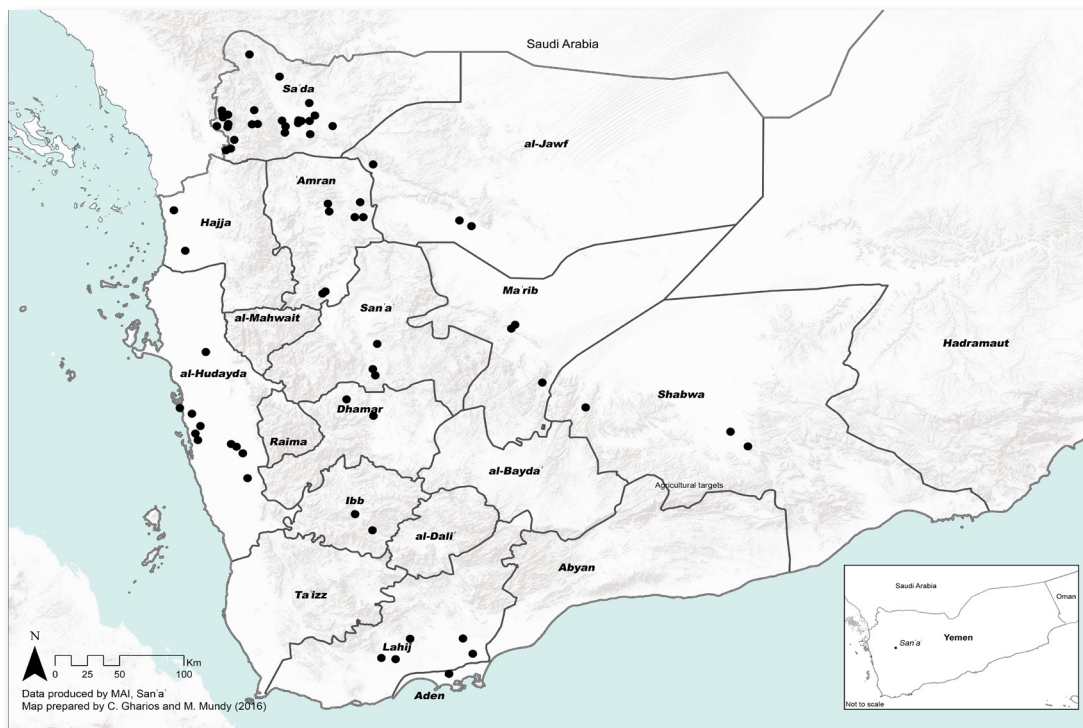 Saudi Arabia
Sa'da
al-Jawf
'Amran
Hajja
Ma'rib
San'a'
al-Mahwait
Hadramaut
al-Hudayda
Shabwa
Dhamar
Raima
al-Bayda'
Agricultural targets
Ibb
al-Dali'
Abyan
Ta'izz
Lahij
Aden
N
0 25 50 100
Km
Data produced by MAI, San'a'
Map prepared by C. Gharios and M. Mundy (2016)
Saudi Arabia
Oman
Yemen
San'a'
Not to scale